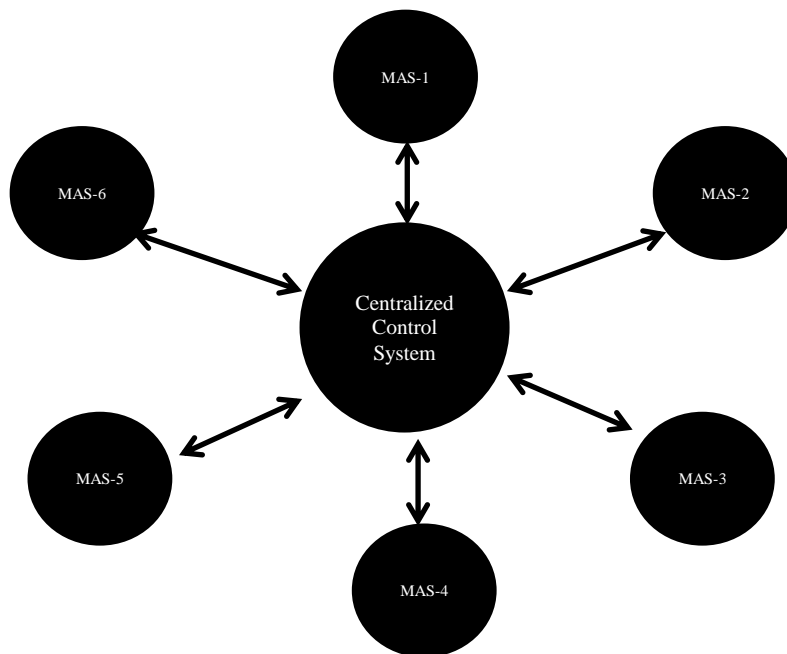 MAS-1
MAS-6
MAS-2
Centralized
Control
System
MAS-5
MAS-3
MAS-4